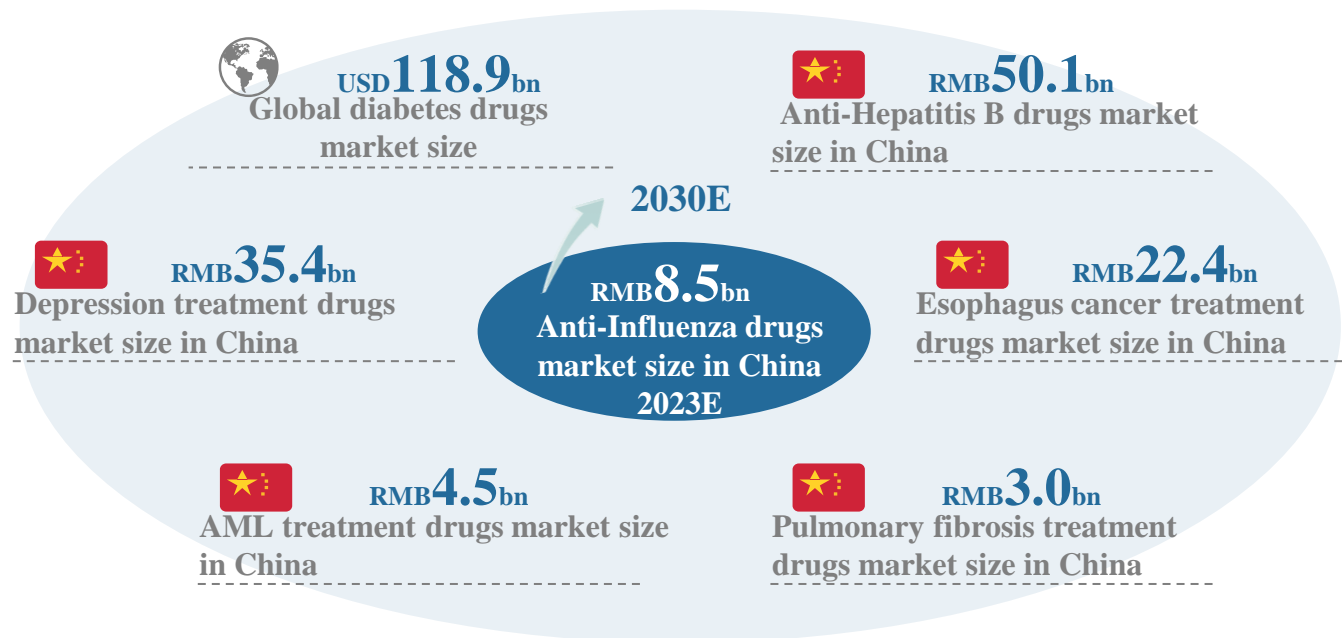 USD118.9bn
Global diabetes drugs
market size
RMB50.1bn
Anti-Hepatitis B drugs market
size in China
2030E
RMB35.4bn
Depression treatment drugs
market size in China
RMB8.5bn
Anti-Influenza drugs
market size in China
2023E
RMB22.4bn
Esophagus cancer treatment
drugs market size in China
RMB4.5bn
AML treatment drugs market size
in China
RMB3.0bn
Pulmonary fibrosis treatment
drugs market size in China